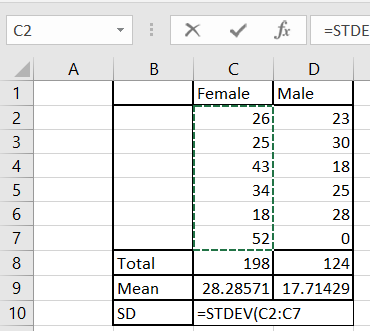 C2 fx =STDE
A B C D
1 Female Male
2 26 23
3 25 30
4 43 18
5 34 25
6 18 28
7 52 0
8 Total 198 124
9 Mean 28.28571 17.71429
10 SD =STDEV(C2:C7